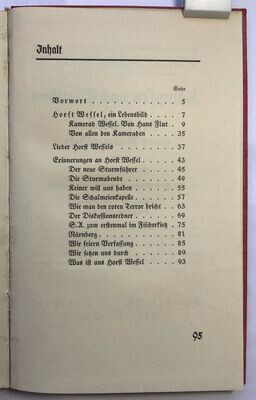 Inhalt
Seite
Vorwort . . . . . . . . . . . . 5
Horst Wessel, ein Lebensbild . . . . . 7
Kamerad Wessel. Von Hans Flut . . 9
Von allen den Kameraden . . . . 35
Lieder Horst Wessels . . . . . . . 37
Erinnerungen an Horst Wessel . . . . . 43
Der neue Sturmführer . . . . . . 45
Die Sturmabende . . . . . . . . 49
Keiner will uns haben . . . . . . 55
Die Schalmeienkapelle . . . . . . 57
Wie man den roten Terror bricht . . 63
Der Diskussionsredner . . . . . . 67
S.A. zum erstenmal im Fischerkietz . 75
Nürnberg . . . . . . . . . . . 81
Wir feiern Verfassung . . . . . . 85
Wir setzen uns durch . . . . . . 89
Was ist uns Horst Wessel . . . . 93
95